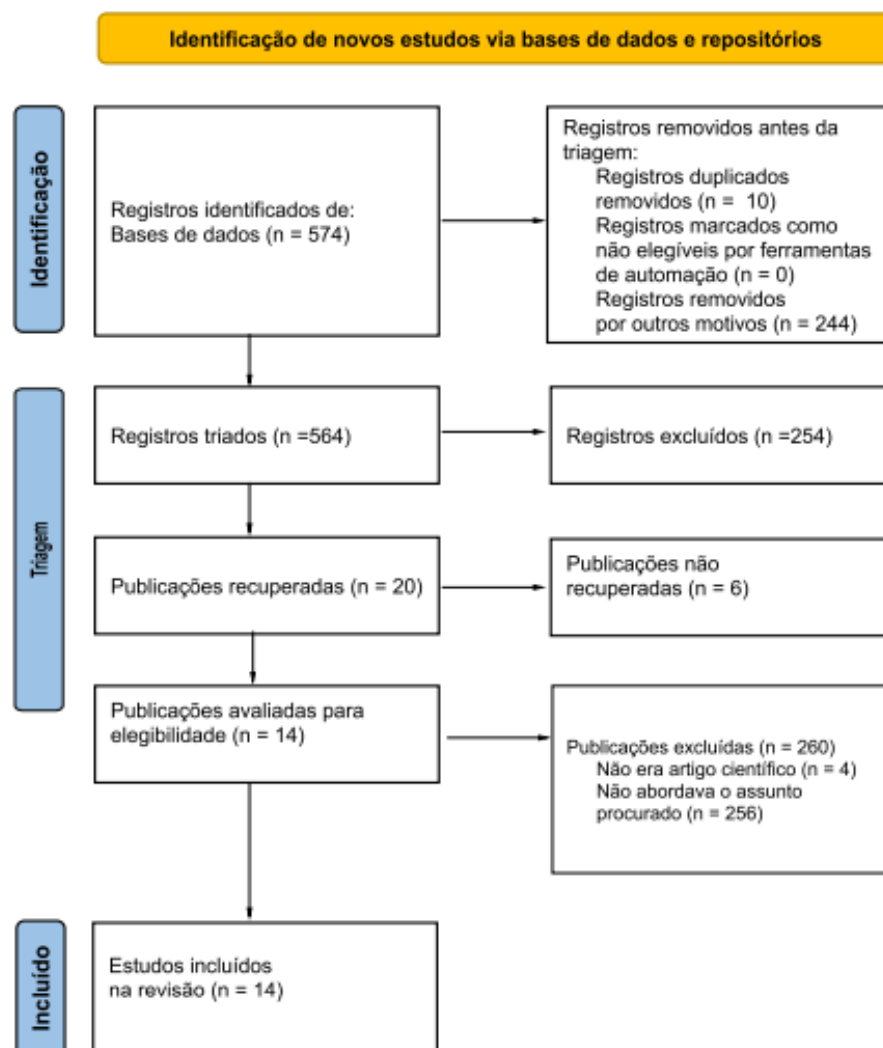 Identificação de novos estudos via bases de dados e repositórios
Identificação
Registros identificados de:
Bases de dados (n = 574)
Registros removidos antes da
triagem:
Registros duplicados
removidos (n = 10)
Registros marcados como
não elegíveis por ferramentas
de automação (n = 0)
Registros removidos
por outros motivos (n = 244)
Triagem
Registros triados (n =564)
Registros excluídos (n =254)
Publicações recuperadas (n = 20)
Publicações não
recuperadas (n = 6)
Publicações avaliadas para
elegibilidade (n = 14)
Publicações excluídas (n = 260)
Não era artigo científico (n = 4)
Não abordava o assunto
procurado (n = 256)
Incluído
Estudos incluídos
na revisão (n = 14)